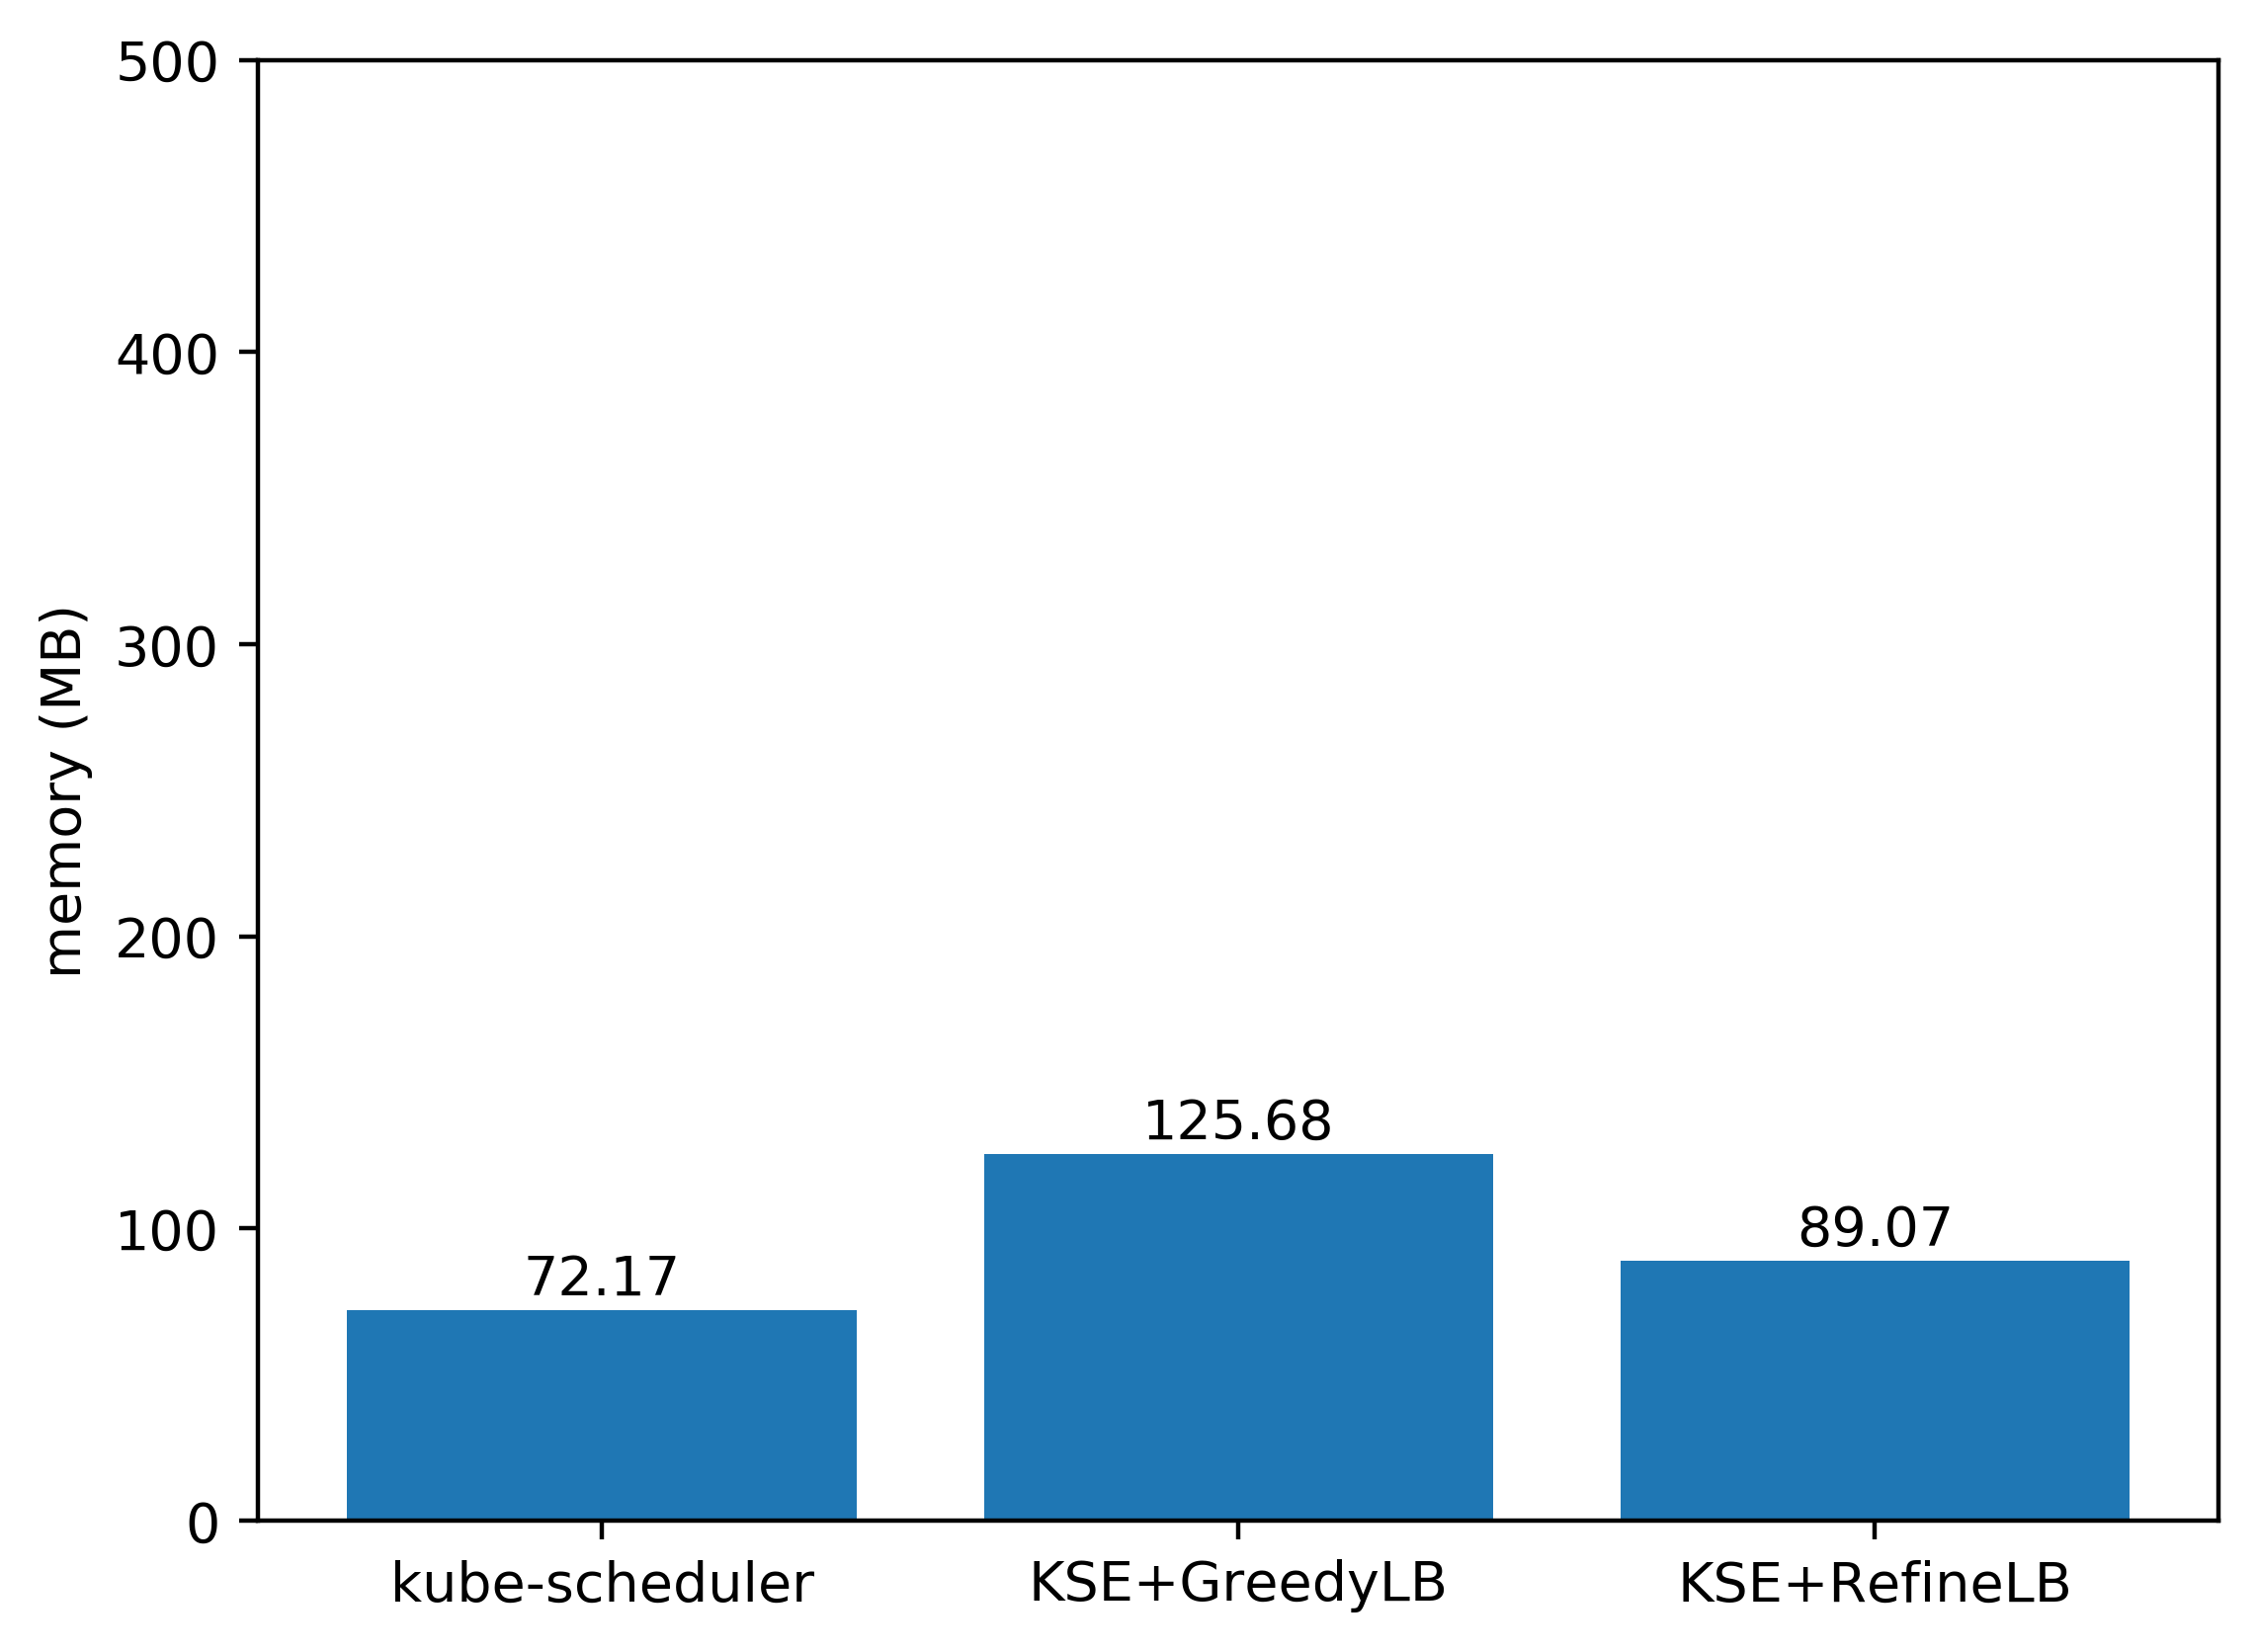 500
400
300
200
100
0
memory (MB)
72.17
125.68
89.07
kube-scheduler
KSE+GreedyLB
KSE+RefineLB